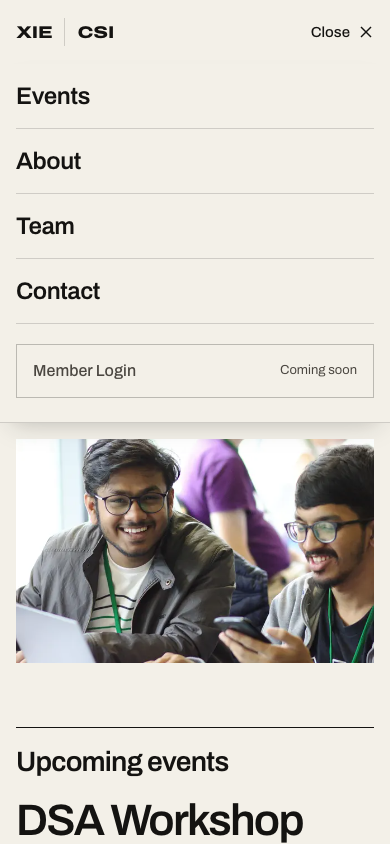 XIE CSI
Close
Events
About
Team
Contact
Member Login Coming soon
Upcoming events
DSA Workshop